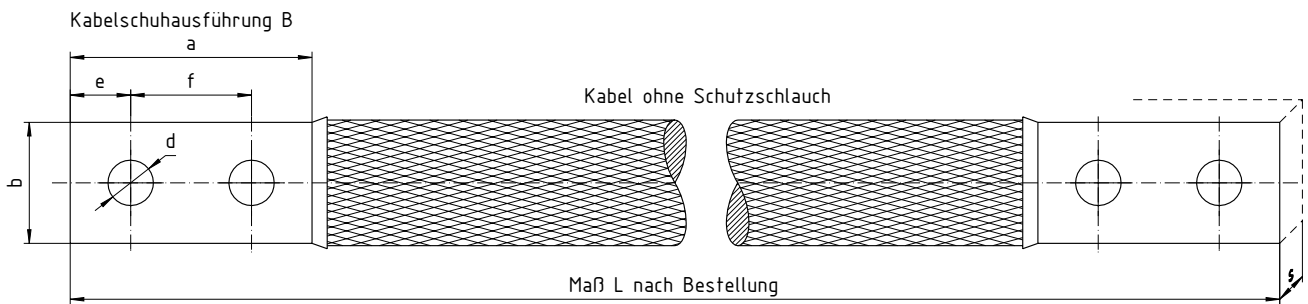 Kabelschuhausführung B
a
e
f
Kabel ohne Schutzschlauch
d
b
Maß L nach Bestellung
s